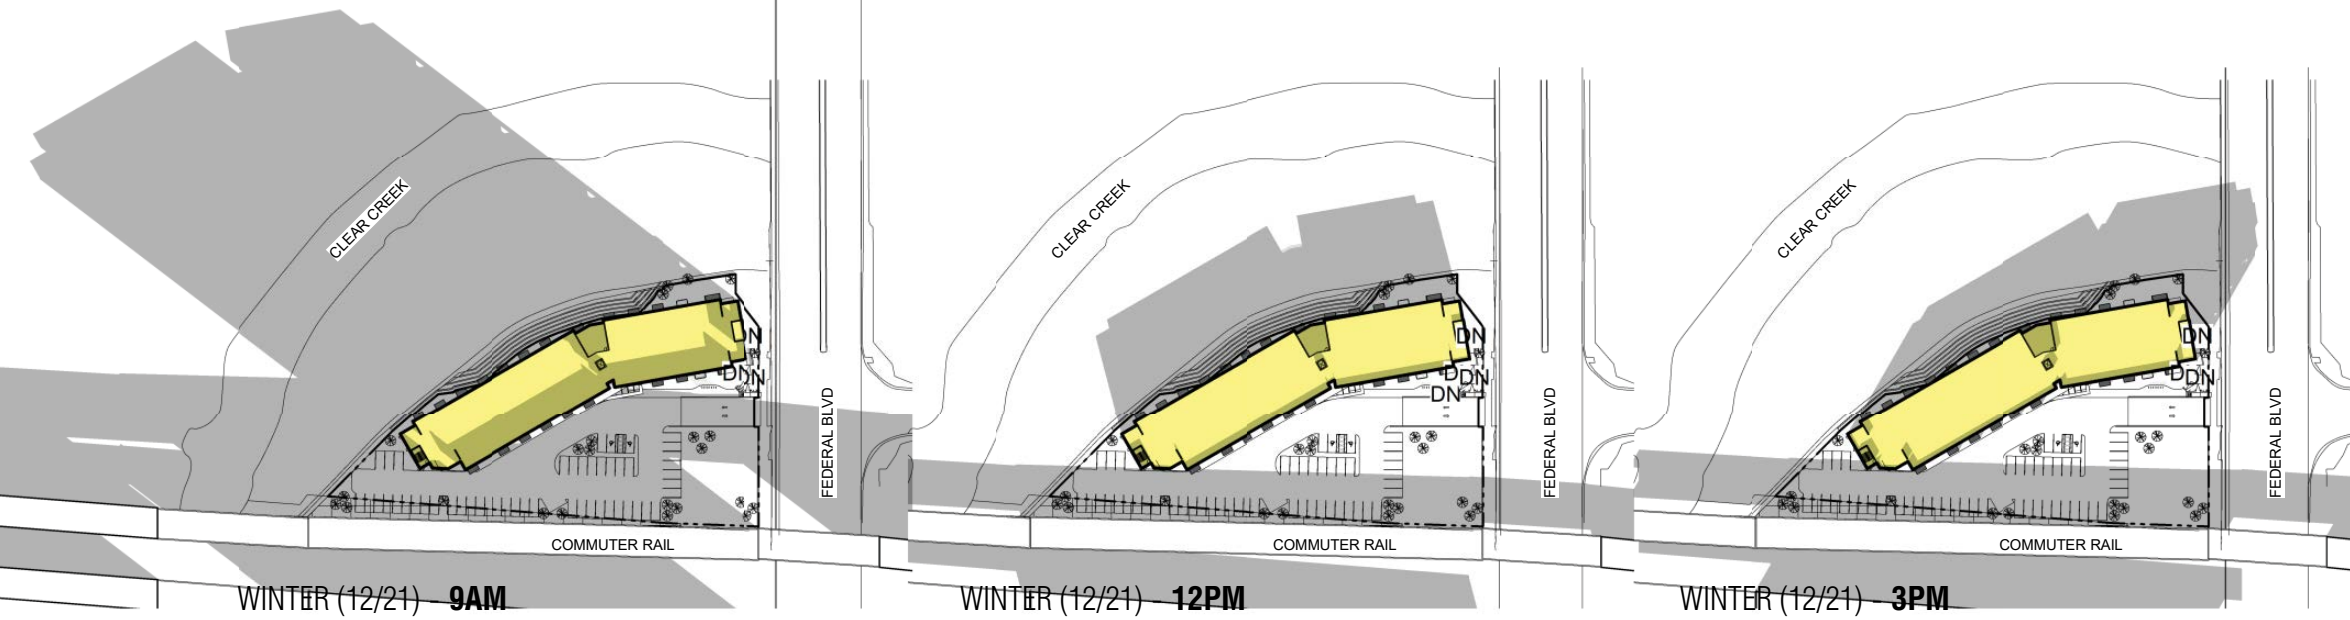 CLEAR CREEK
DN
DN
DN
FEDERAL BLVD
COMMUTER RAIL
WINTER (12/21) - 9AM
CLEAR CREEK
DN
DN
DN
DN
FEDERAL BLVD
COMMUTER RAIL
WINTER (12/21) - 12PM
CLEAR CREEK
DN
DN
DN
FEDERAL BLVD
COMMUTER RAIL
WINTER (12/21) - 3PM